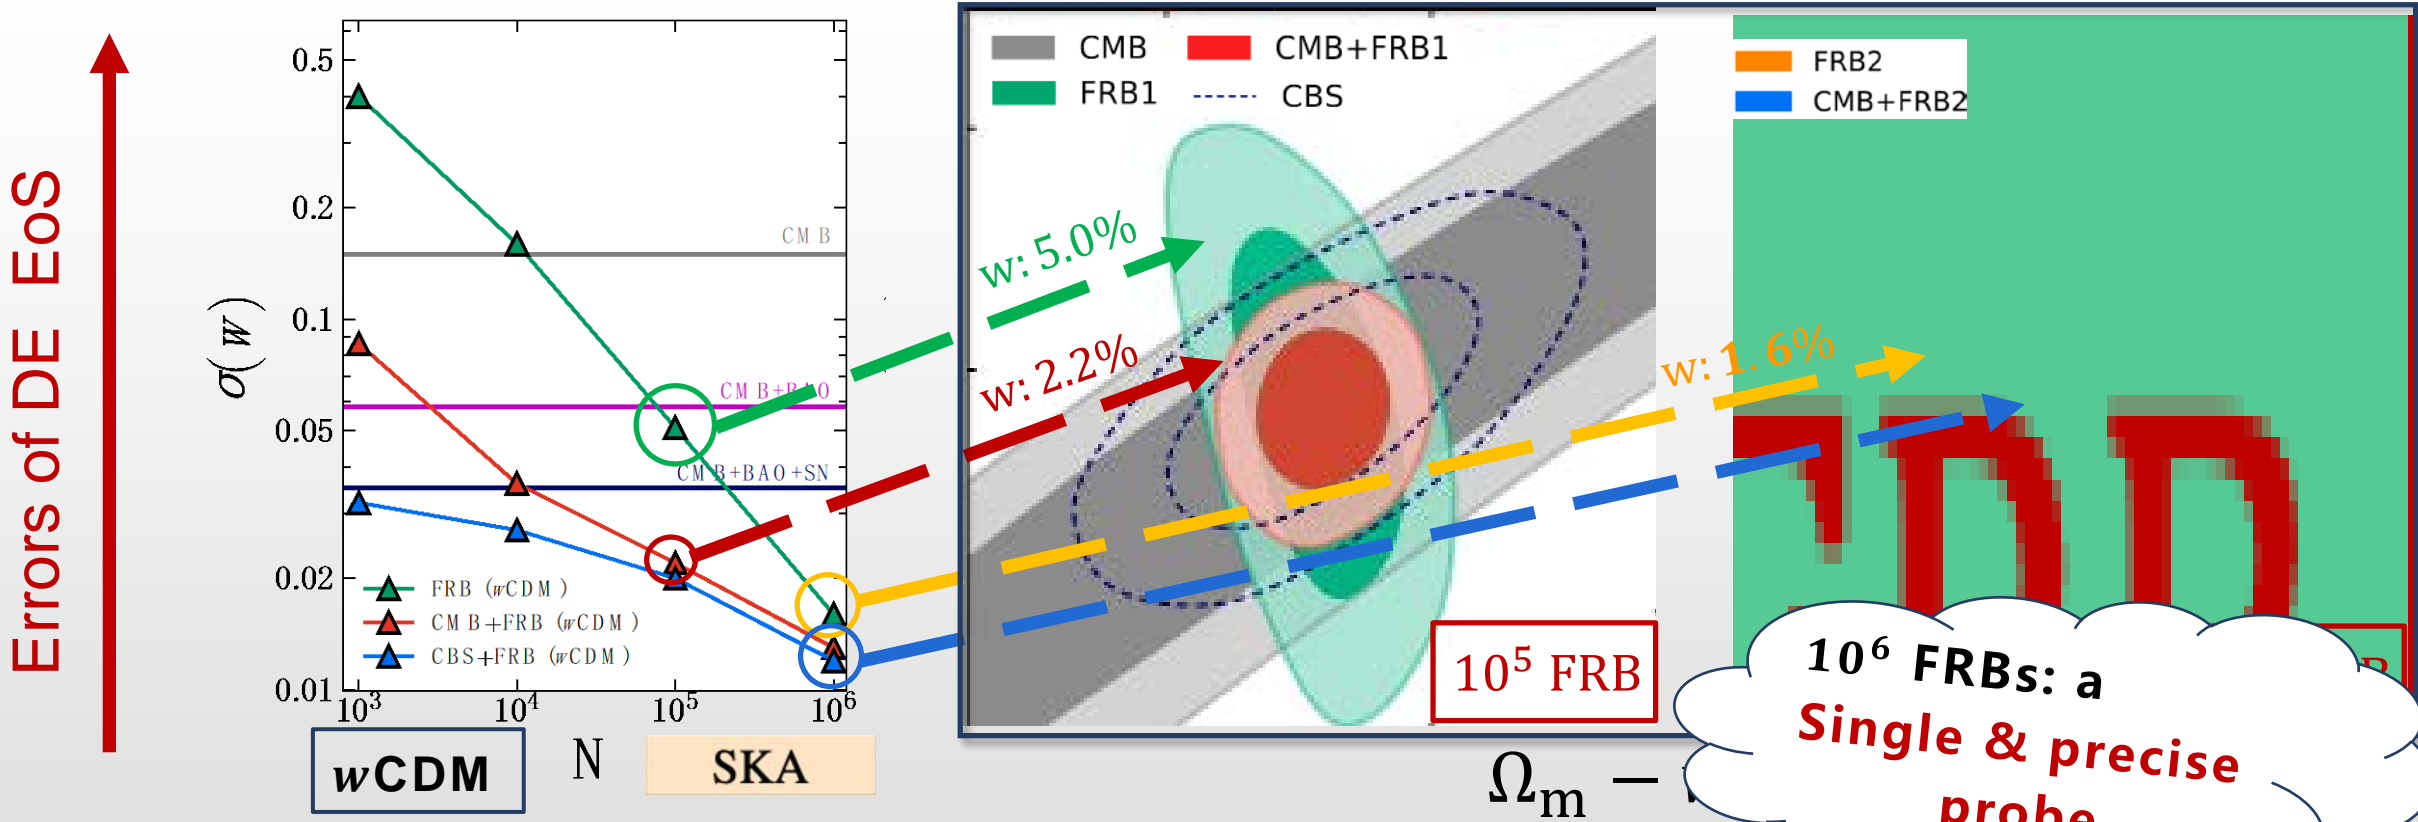 Errors of DE EoS
σ(w)
0.5
0.2
0.1
0.05
0.02
0.01
CMB
CMB+BAO
CMB+BAO+SN
FRB (wCDM)
CMB+FRB (wCDM)
CBS+FRB (wCDM)
10³ 10⁴ 10⁵ 10⁶
wCDM
N
SKA
CMB
CMB+FRB1
FRB1
CBS
w: 5.0%
w: 2.2%
10⁵ FRB
FRB2
CMB+FRB2
w: 1.6%
10⁶ FRBs: a
Single & precise
probe
Ωm −